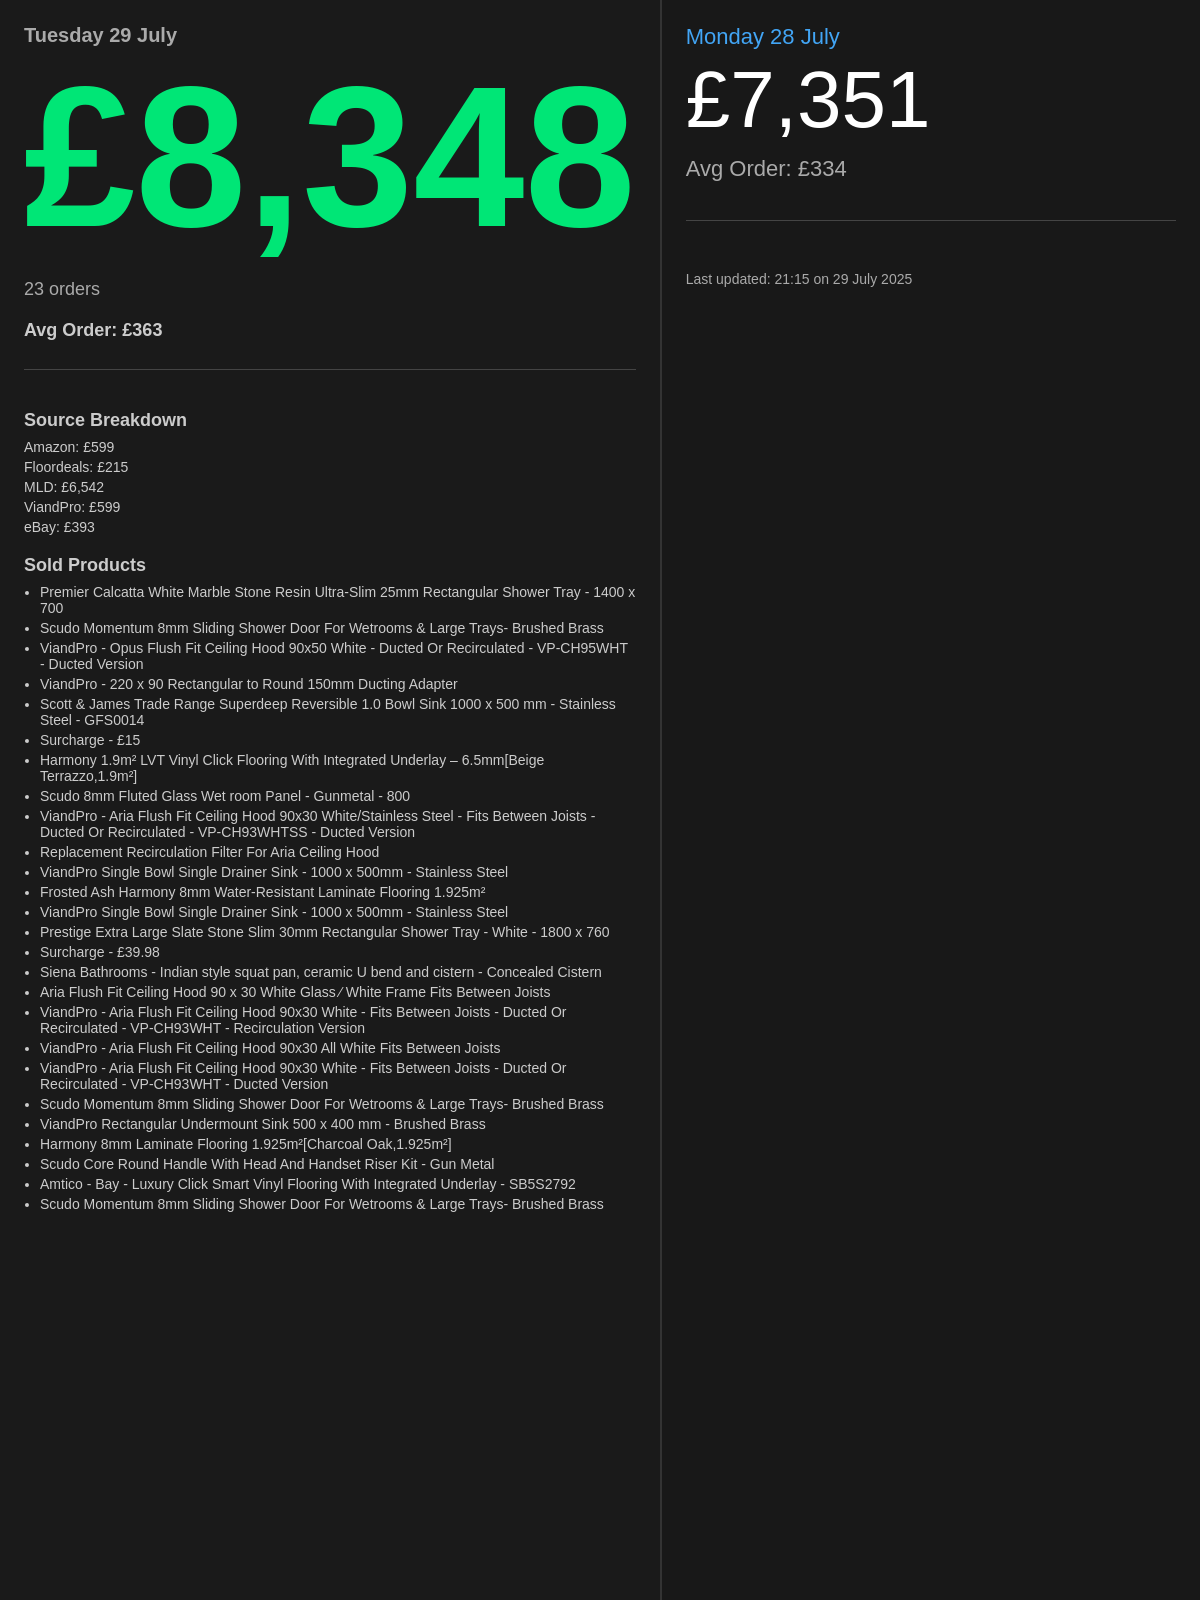 Tuesday 29 July
£8,348
23 orders
Avg Order: £363
Source Breakdown
Amazon: £599
Floordeals: £215
MLD: £6,542
ViandPro: £599
eBay: £393
Sold Products
• Premier Calcatta White Marble Stone Resin Ultra-Slim 25mm Rectangular Shower Tray - 1400 x
700
• Scudo Momentum 8mm Sliding Shower Door For Wetrooms & Large Trays- Brushed Brass
• ViandPro - Opus Flush Fit Ceiling Hood 90x50 White - Ducted Or Recirculated - VP-CH95WHT
- Ducted Version
• ViandPro - 220 x 90 Rectangular to Round 150mm Ducting Adapter
• Scott & James Trade Range Superdeep Reversible 1.0 Bowl Sink 1000 x 500 mm - Stainless
Steel - GFS0014
• Surcharge - £15
• Harmony 1.9m² LVT Vinyl Click Flooring With Integrated Underlay – 6.5mm[Beige
Terrazzo,1.9m²]
• Scudo 8mm Fluted Glass Wet room Panel - Gunmetal - 800
• ViandPro - Aria Flush Fit Ceiling Hood 90x30 White/Stainless Steel - Fits Between Joists -
Ducted Or Recirculated - VP-CH93WHTSS - Ducted Version
• Replacement Recirculation Filter For Aria Ceiling Hood
• ViandPro Single Bowl Single Drainer Sink - 1000 x 500mm - Stainless Steel
• Frosted Ash Harmony 8mm Water-Resistant Laminate Flooring 1.925m²
• ViandPro Single Bowl Single Drainer Sink - 1000 x 500mm - Stainless Steel
• Prestige Extra Large Slate Stone Slim 30mm Rectangular Shower Tray - White - 1800 x 760
• Surcharge - £39.98
• Siena Bathrooms - Indian style squat pan, ceramic U bend and cistern - Concealed Cistern
• Aria Flush Fit Ceiling Hood 90 x 30 White Glass ⁄ White Frame Fits Between Joists
• ViandPro - Aria Flush Fit Ceiling Hood 90x30 White - Fits Between Joists - Ducted Or
Recirculated - VP-CH93WHT - Recirculation Version
• ViandPro - Aria Flush Fit Ceiling Hood 90x30 All White Fits Between Joists
• ViandPro - Aria Flush Fit Ceiling Hood 90x30 White - Fits Between Joists - Ducted Or
Recirculated - VP-CH93WHT - Ducted Version
• Scudo Momentum 8mm Sliding Shower Door For Wetrooms & Large Trays- Brushed Brass
• ViandPro Rectangular Undermount Sink 500 x 400 mm - Brushed Brass
• Harmony 8mm Laminate Flooring 1.925m²[Charcoal Oak,1.925m²]
• Scudo Core Round Handle With Head And Handset Riser Kit - Gun Metal
• Amtico - Bay - Luxury Click Smart Vinyl Flooring With Integrated Underlay - SB5S2792
• Scudo Momentum 8mm Sliding Shower Door For Wetrooms & Large Trays- Brushed Brass
Monday 28 July
£7,351
Avg Order: £334
Last updated: 21:15 on 29 July 2025